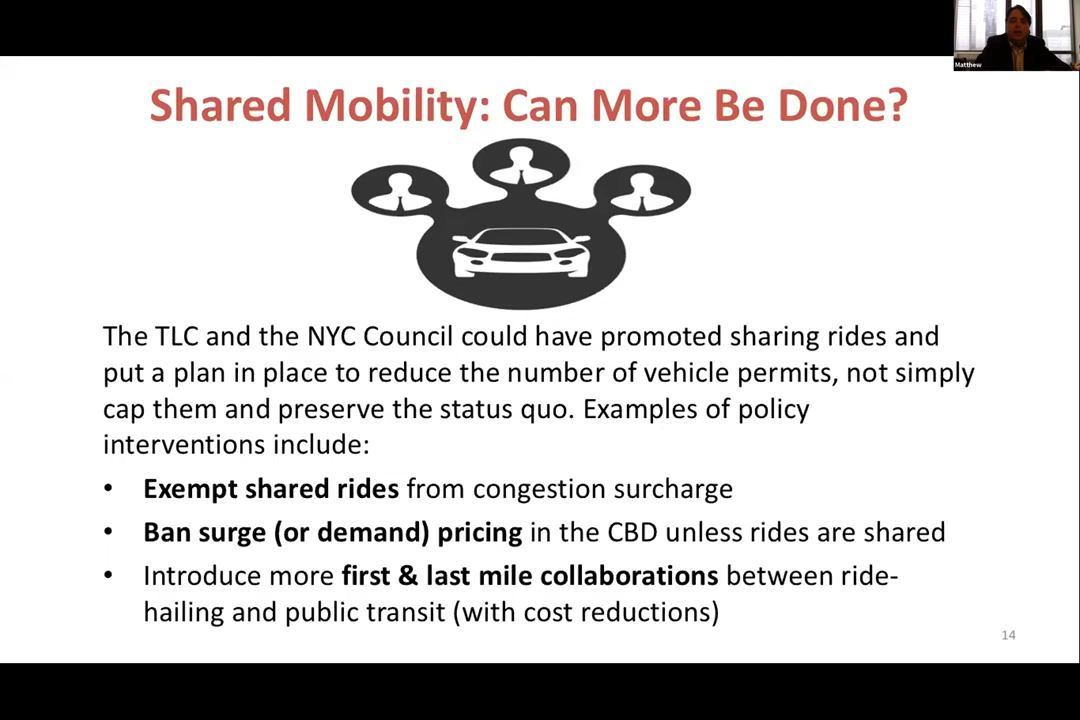 Matthew
Shared Mobility: Can More Be Done?
The TLC and the NYC Council could have promoted sharing rides and
put a plan in place to reduce the number of vehicle permits, not simply
cap them and preserve the status quo. Examples of policy
interventions include:
• Exempt shared rides from congestion surcharge
• Ban surge (or demand) pricing in the CBD unless rides are shared
• Introduce more first & last mile collaborations between ride-
hailing and public transit (with cost reductions)
14